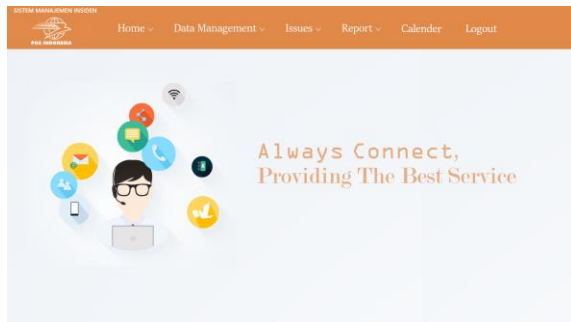 SISTEM MANAJEMEN INSIDEN
POS INDONESIA
Home Data Management Issues Report Calender Logout
Always Connect,
Providing The Best Service